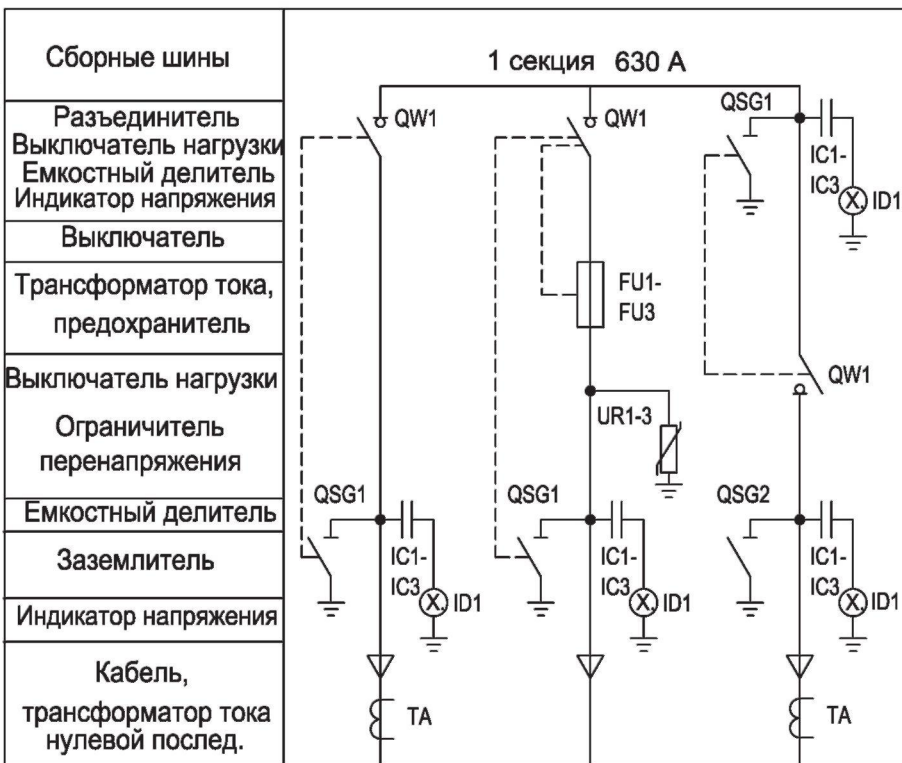 Сборные шины
1 секция 630 А
Разъединитель
Выключатель нагрузки
Емкостный делитель
Индикатор напряжения
QW1
QW1
QSG1
IC1-
IC3
ID1
Выключатель
Трансформатор тока,
предохранитель
FU1-
FU3
Выключатель нагрузки
QW1
Ограничитель
перенапряжения
UR1-3
Емкостный делитель
QSG1
QSG1
QSG2
Заземлитель
IC1-
IC3
IC1-
IC3
IC1-
IC3
Индикатор напряжения
ID1
ID1
ID1
Кабель,
трансформатор тока
нулевой послед.
TA
TA